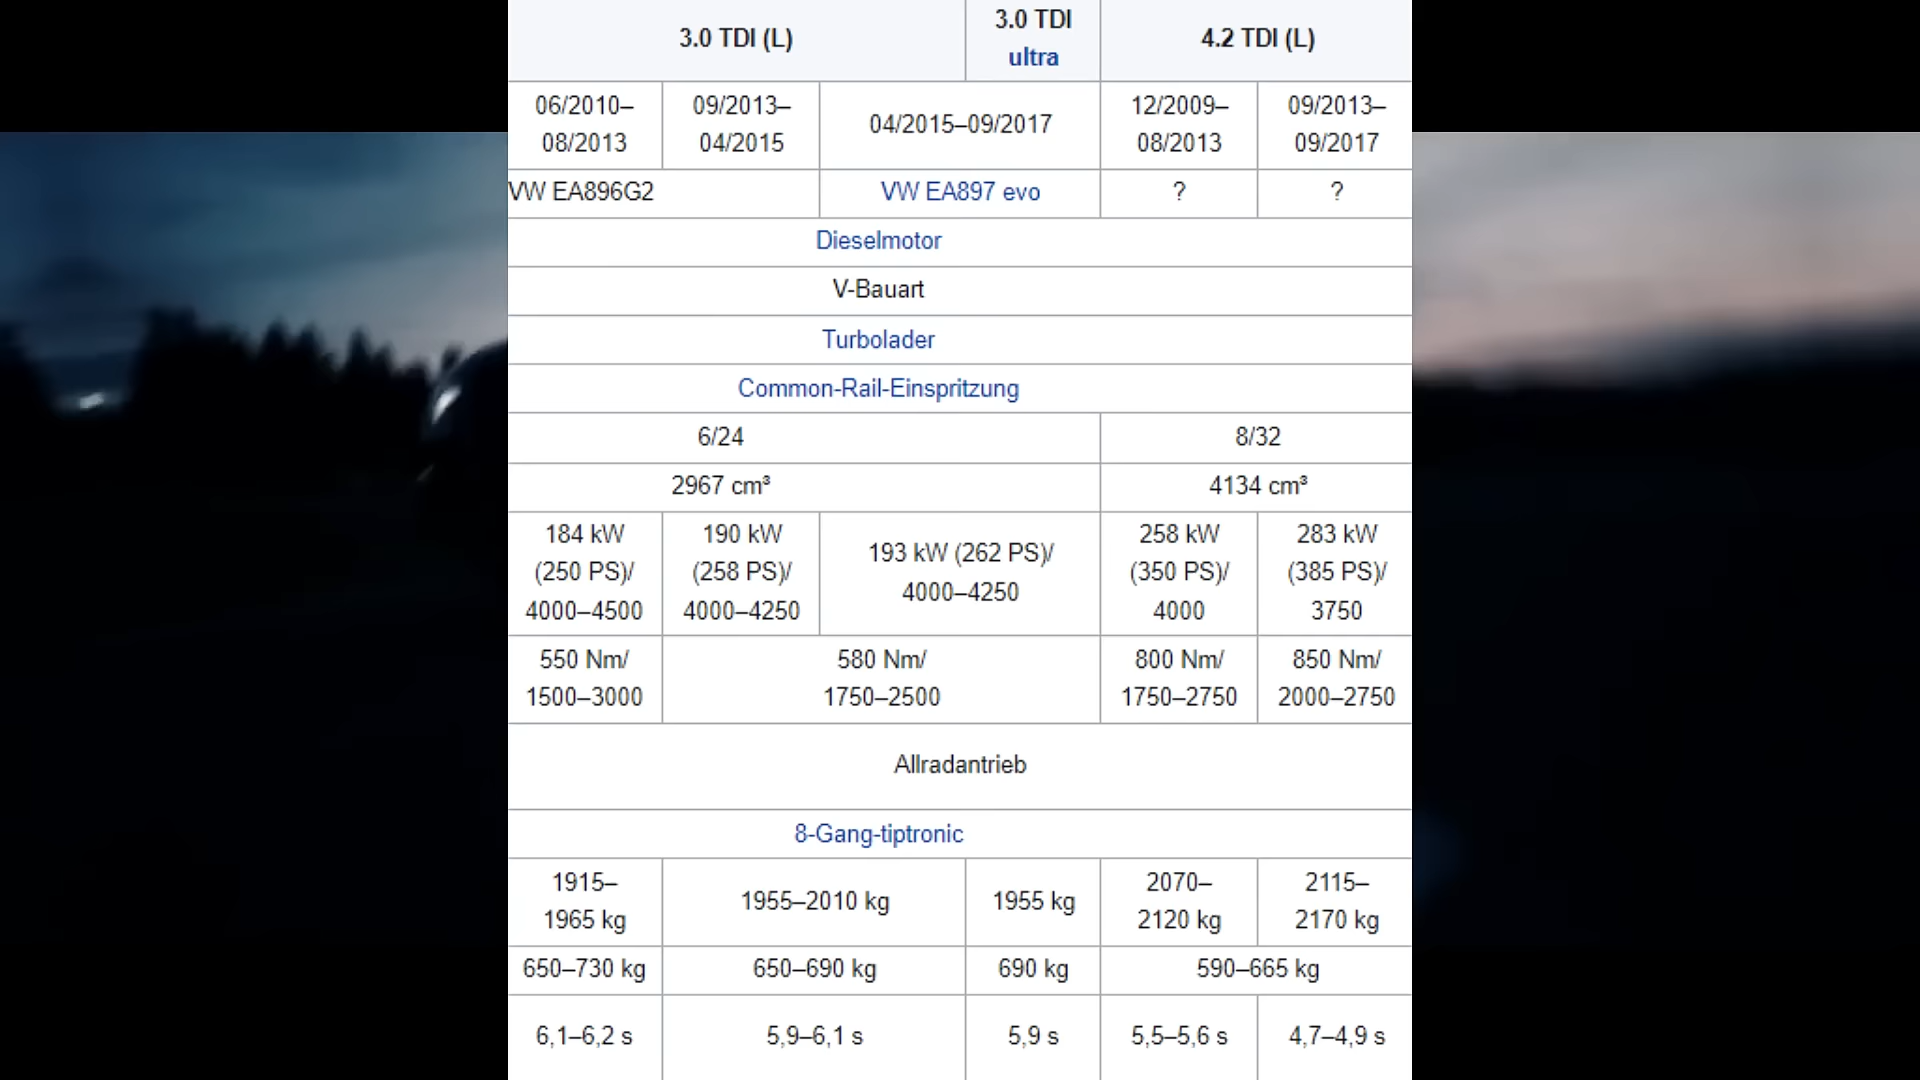 3.0 TDI (L)
3.0 TDI
ultra
4.2 TDI (L)
06/2010–
08/2013
09/2013–
04/2015
04/2015–09/2017
12/2009–
08/2013
09/2013–
09/2017
VW EA896G2
VW EA897 evo
?
?
Dieselmotor
V-Bauart
Turbolader
Common-Rail-Einspritzung
6/24
8/32
2967 cm³
4134 cm³
184 kW
(250 PS)/
4000–4500
190 kW
(258 PS)/
4000–4250
193 kW (262 PS)/
4000–4250
258 kW
(350 PS)/
4000
283 kW
(385 PS)/
3750
550 Nm/
1500–3000
580 Nm/
1750–2500
800 Nm/
1750–2750
850 Nm/
2000–2750
Allradantrieb
8-Gang-tiptronic
1915–
1965 kg
1955–2010 kg
1955 kg
2070–
2120 kg
2115–
2170 kg
650–730 kg
650–690 kg
690 kg
590–665 kg
6,1–6,2 s
5,9–6,1 s
5,9 s
5,5–5,6 s
4,7–4,9 s